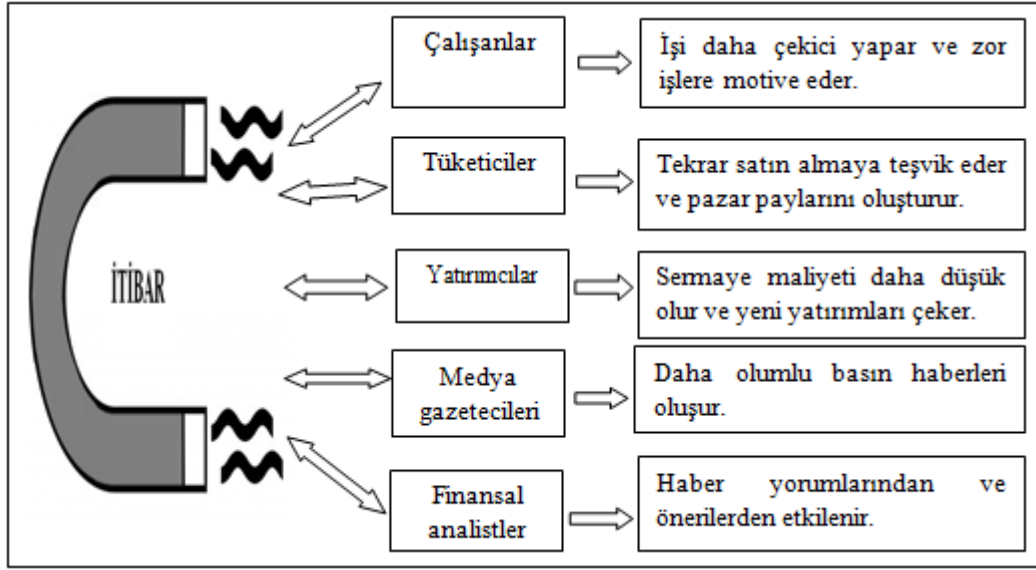 İTİBAR
Çalışanlar
İşi daha çekici yapar ve zor
işlere motive eder.
Tüketiciler
Tekrar satın almaya teşvik eder
ve pazar paylarını oluşturur.
Yatırımcılar
Sermaye maliyeti daha düşük
olur ve yeni yatırımları çeker.
Medya
gazetecileri
Daha olumlu basın haberleri
oluşur.
Finansal
analistler
Haber yorumlarından ve
önerilerden etkilenir.